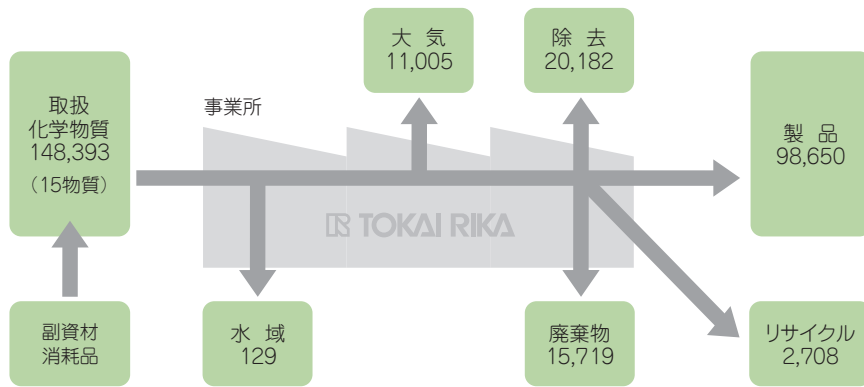 大 気
11,005
除 去
20,182
取扱
化学物質
148,393
（15物質）
事業所
製 品
98,650
TOKAI RIKA
副資材
消耗品
水 域
129
廃棄物
15,719
リサイクル
2,708